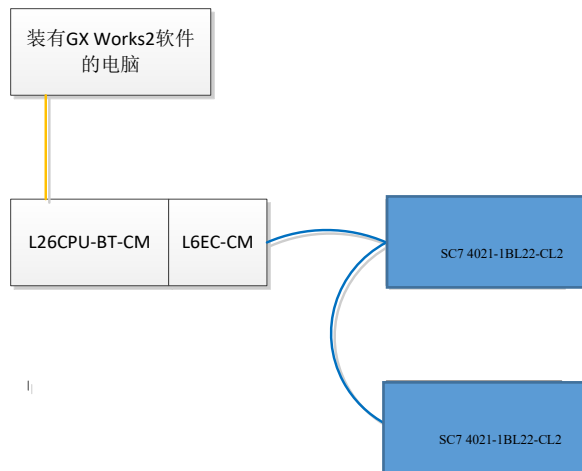 装有GX Works2软件
的电脑
L26CPU-BT-CM
L6EC-CM
SC7 4021-1BL22-CL2
SC7 4021-1BL22-CL2